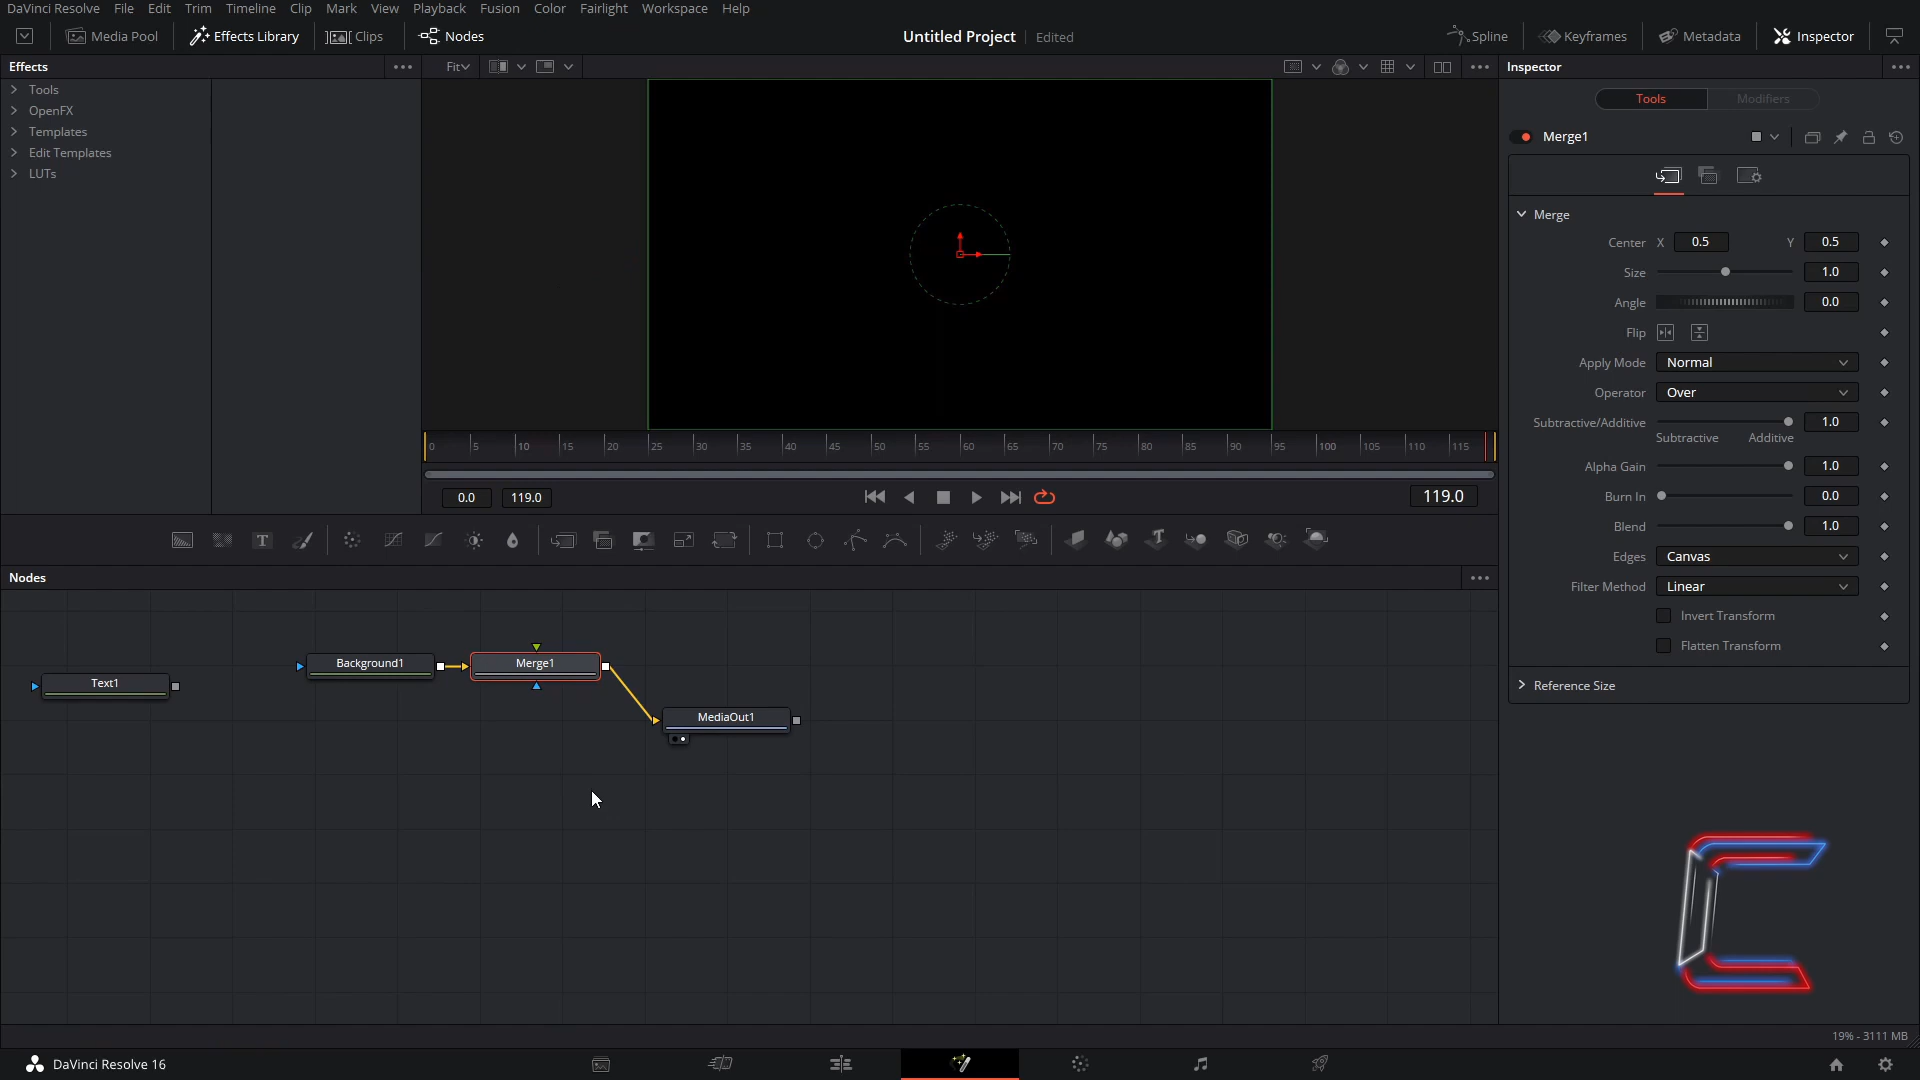 DaVinci Resolve File Edit Trim Timeline Clip Mark View Playback Fusion Color Fairlight Workspace Help
Media Pool Effects Library Clips Nodes Untitled Project Edited Spline Keyframes Metadata Inspector
Effects Fit Inspector
Tools
OpenFX
Templates
Edit Templates
LUTs
Tools Modifiers
Merge1
Merge
Center X 0.5 Y 0.5
Size 1.0
Angle 0.0
Flip
Apply Mode Normal
Operator Over
Subtractive/Additive 1.0
Subtractive Additive
Alpha Gain 1.0
Burn In 0.0
Blend 1.0
Edges Canvas
Filter Method Linear
Invert Transform
Flatten Transform
Reference Size
0 5 10 15 20 25 30 35 40 45 50 55 60 65 70 75 80 85 90 95 100 105 110 115
0.0 119.0 119.0
T
Nodes
Background1 Merge1
Text1
MediaOut1
19% - 3111 MB
DaVinci Resolve 16